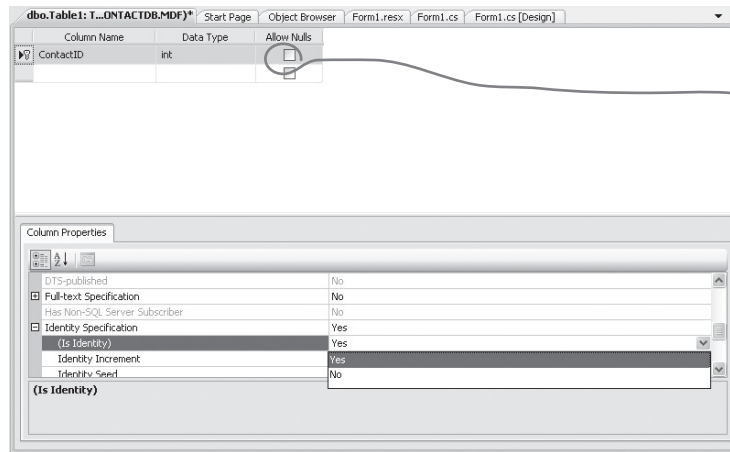 dbo.Table1: T...ONTACTDB.MDF)* Start Page Object Browser Form1.resx Form1.cs Form1.cs [Design]
Column Name Data Type Allow Nulls
ContactID int
Column Properties
DTS-published No
Full-text Specification No
Has Non-SQL Server Subscriber No
Identity Specification Yes
(Is Identity) Yes
Identity Increment Yes
Identity Seed No
(Is Identity)